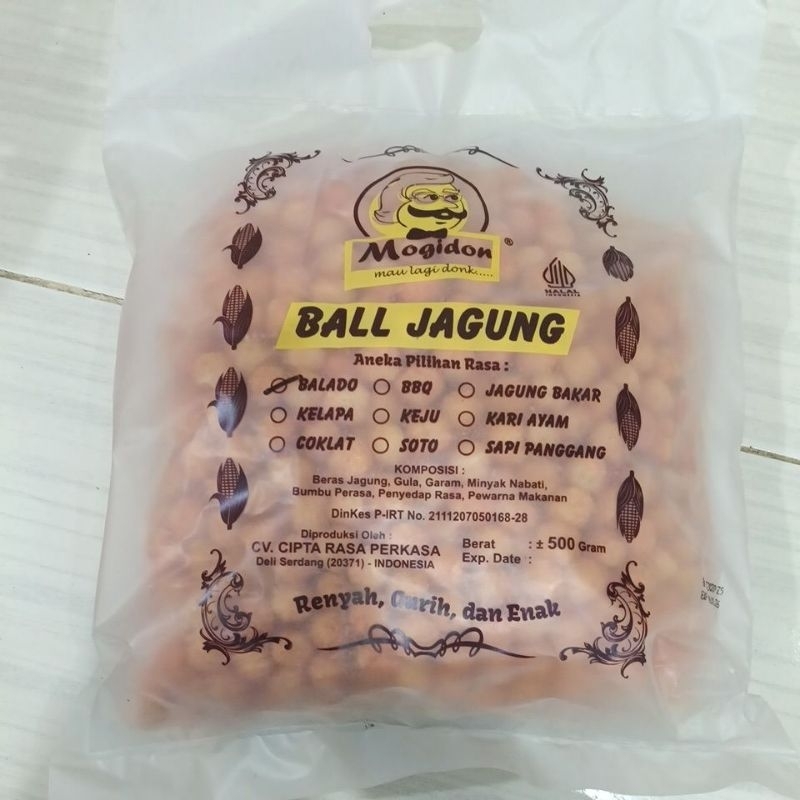 Mogidon ®
mau lagi donk.....
HALAL
INDONESIA
BALL JAGUNG
Aneka Pilihan Rasa :
BALADO BBQ JAGUNG BAKAR
KELAPA KEJU KARI AYAM
COKLAT SOTO SAPI PANGGANG
KOMPOSISI :
Beras Jagung, Gula, Garam, Minyak Nabati,
Bumbu Perasa, Penyedap Rasa, Pewarna Makanan
DinKes P-IRT No. 2111207050168-28
Diproduksi Oleh :
CV. CIPTA RASA PERKASA
Deli Serdang (20371) - INDONESIA
Berat : ± 500 Gram
Exp. Date :
Renyah, Gurih, dan Enak